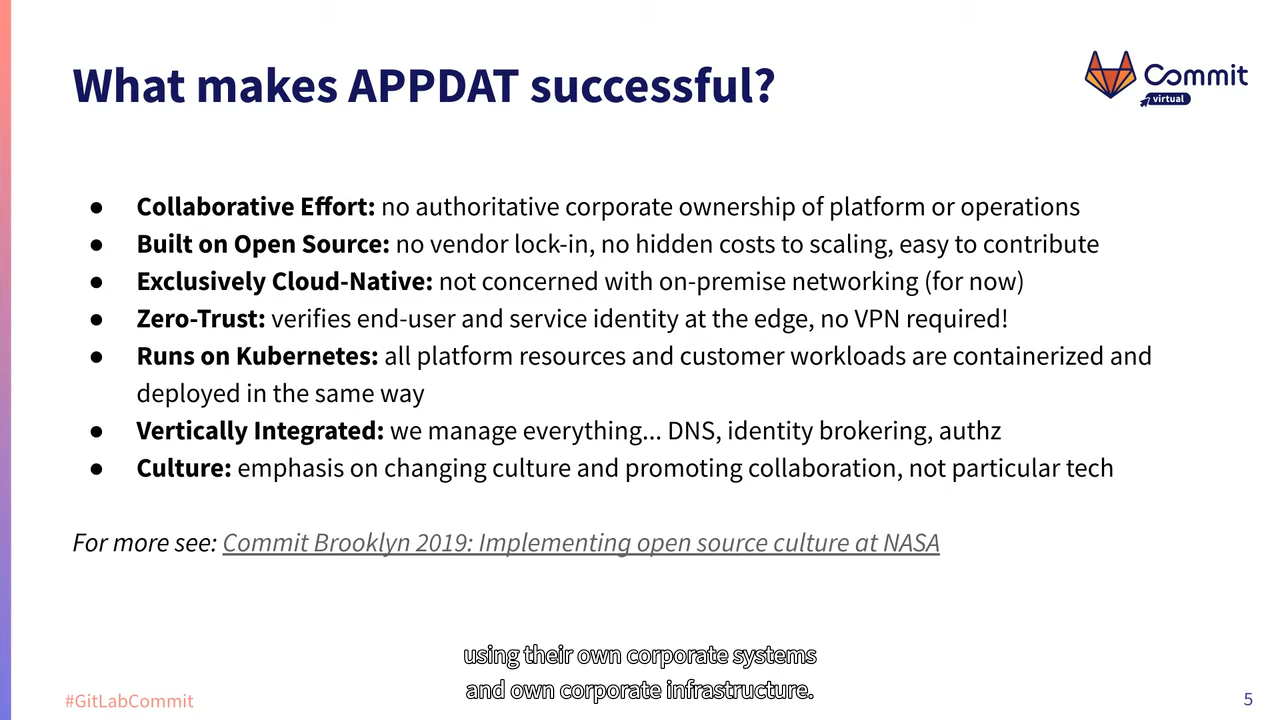 What makes APPDAT successful?
Commit
virtual
● Collaborative Effort: no authoritative corporate ownership of platform or operations
● Built on Open Source: no vendor lock-in, no hidden costs to scaling, easy to contribute
● Exclusively Cloud-Native: not concerned with on-premise networking (for now)
● Zero-Trust: verifies end-user and service identity at the edge, no VPN required!
● Runs on Kubernetes: all platform resources and customer workloads are containerized and
deployed in the same way
● Vertically Integrated: we manage everything... DNS, identity brokering, authz
● Culture: emphasis on changing culture and promoting collaboration, not particular tech
For more see: Commit Brooklyn 2019: Implementing open source culture at NASA
using their own corporate systems
and own corporate infrastructure.
#GitLabCommit
5